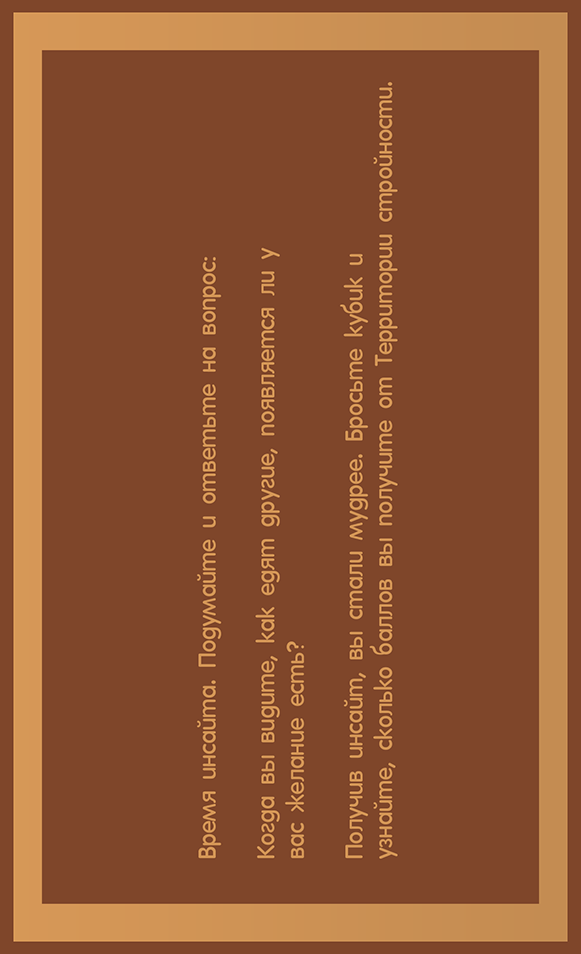 Время инсайта. Подумайте и ответьте на вопрос:
Когда вы видите, как едят другие, появляется ли у
вас желание есть?
Получив инсайт, вы стали мудрее. Бросьте кубик и
узнайте, сколько баллов вы получите от Территории стройности.